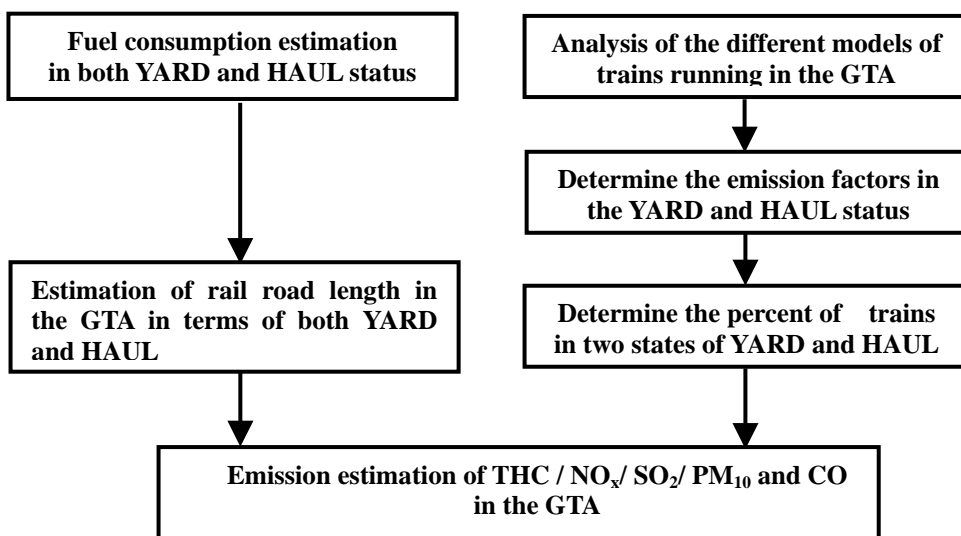 Fuel consumption estimation
in both YARD and HAUL status
Analysis of the different models of
trains running in the GTA
Determine the emission factors in
the YARD and HAUL status
Estimation of rail road length in
the GTA in terms of both YARD
and HAUL
Determine the percent of trains
in two states of YARD and HAUL
Emission estimation of THC / NOₓ/ SO₂/ PM₁₀ and CO
in the GTA